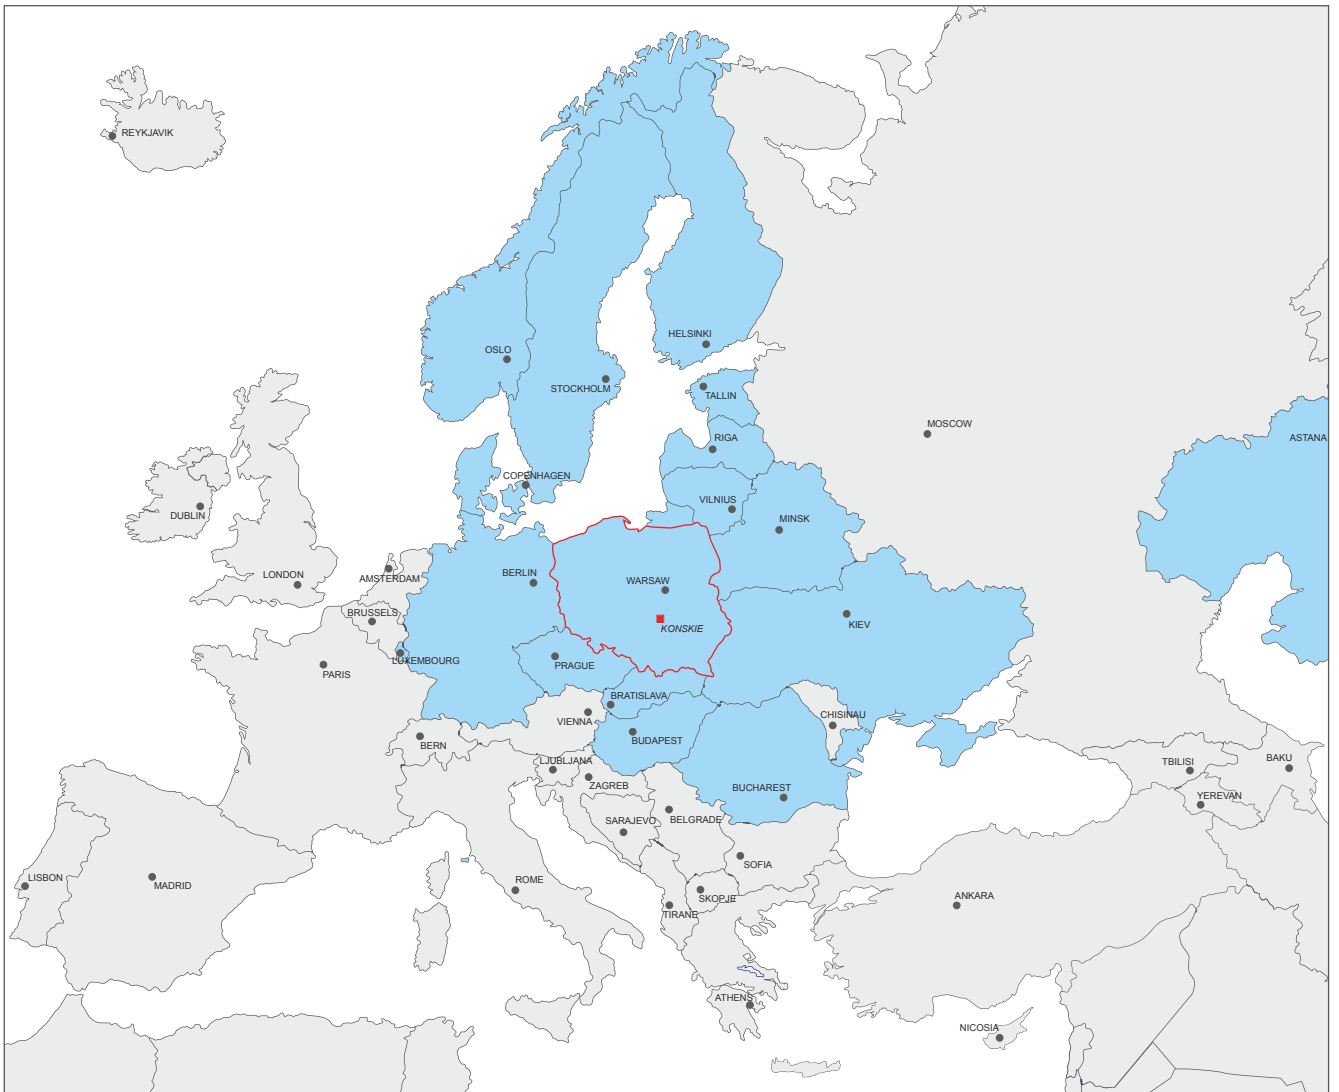 REYKJAVIK
HELSINKI
OSLO
STOCKHOLM
TALLIN
MOSCOW
RIGA
ASTANA
COPENHAGEN
VILNIUS
DUBLIN
MINSK
LONDON
AMSTERDAM
BERLIN
WARSAW
BRUSSELS
KIEV
KONSKIE
LUXEMBOURG
PRAGUE
PARIS
BRATISLAVA
CHISINAU
VIENNA
BERN
BUDAPEST
LJUBLJANA
TBILISI
BAKU
ZAGREB
BUCHAREST
YEREVAN
SARAJEVO
BELGRADE
SOFIA
LISBON
MADRID
ROME
SKOPJE
ANKARA
TIRANE
ATHENS
NICOSIA